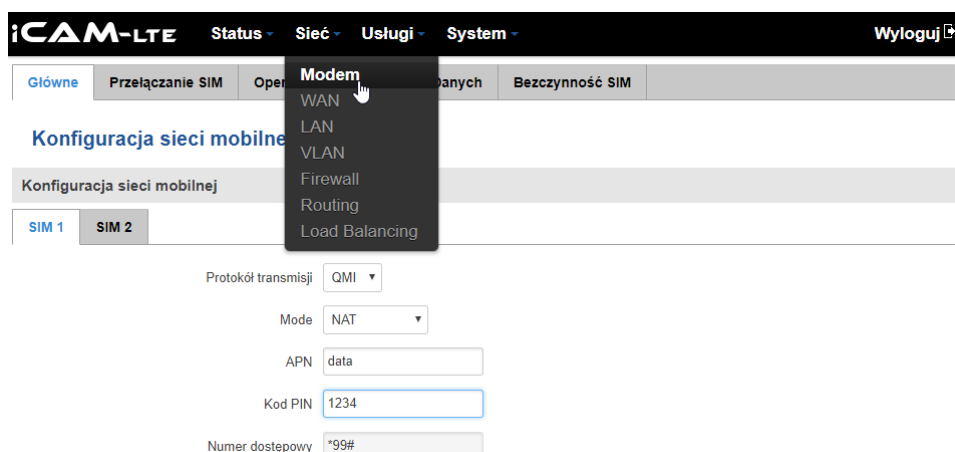 iCAM-LTE Status Sieć Usługi System Wyloguj
Główne Przełączanie SIM Oper Danych Bezczynność SIM
Modem
WAN
LAN
VLAN
Firewall
Routing
Load Balancing
Konfiguracja sieci mobilne
Konfiguracja sieci mobilnej
SIM 1 SIM 2
Protokół transmisji QMI
Mode NAT
APN data
Kod PIN 1234
Numer dostępowy *99#